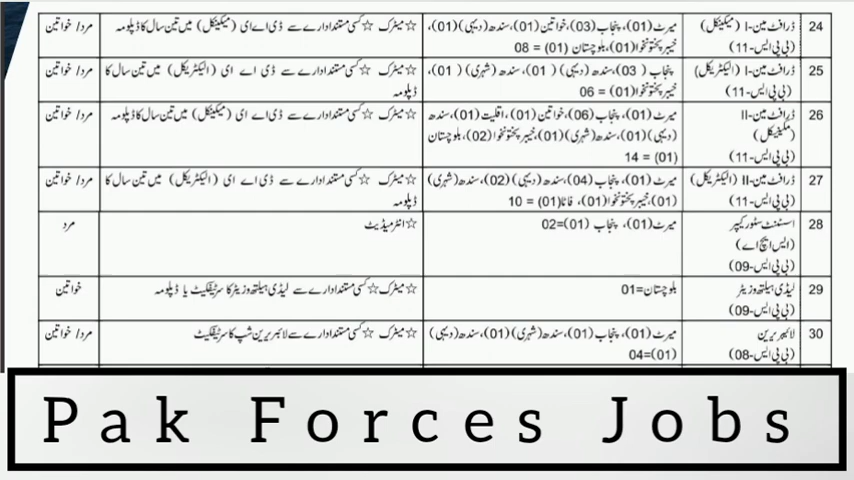 24 ڈرافٹ مین-I (میکینکل) میرٹ(01)، پنجاب(03)، خواتین(01)، سندھ(دیہی)(01)، ☆میٹرک ☆کسی مستند ادارے سے ڈی اے ای (میکینکل) میں تین سال کا ڈپلومہ مرد/خواتین
(بی پی ایس-11) خیبر پختونخوا(01)، بلوچستان (01) = 08
25 ڈرافٹ مین-I (الیکٹریکل) پنجاب (03)، سندھ (دیہی) (01)، سندھ (شہری) (01)، ☆میٹرک ☆کسی مستند ادارے سے ڈی اے ای (الیکٹریکل) میں تین سال کا مرد/خواتین
(بی پی ایس-11) خیبر پختونخوا(01) = 06 ڈپلومہ
26 ڈرافٹ مین-II میرٹ(01)، پنجاب (06)، خواتین (01)، اقلیت (01)، سندھ ☆میٹرک ☆کسی مستند ادارے سے ڈی اے ای (میکینکل) میں تین سال کا ڈپلومہ مرد/خواتین
(مکینیکل) (دیہی)(01)، سندھ(شہری)(01)، خیبر پختونخوا(02)، بلوچستان
(بی پی ایس-11) (01) = 14
27 ڈرافٹ مین-II (الیکٹریکل) میرٹ(01)، پنجاب (04)، سندھ (دیہی) (02)، سندھ (شہری) ☆میٹرک ☆کسی مستند ادارے سے ڈی اے ای (الیکٹریکل) میں تین سال کا مرد/خواتین
(بی پی ایس-11) (01)، خیبر پختونخوا(01)، فاٹا(01) = 10 ڈپلومہ
28 اسسٹنٹ سٹور کیپر میرٹ(01)، پنجاب (01)=02 ☆انٹرمیڈیٹ مرد
(ایس ایچ اے)
(بی پی ایس-09)
29 لیڈی ہیلتھ وزیٹر بلوچستان=01 ☆میٹرک ☆کسی مستند ادارے سے لیڈی ہیلتھ وزیٹر کا سرٹیفکیٹ یا ڈپلومہ خواتین
(بی پی ایس-09)
30 لائبریرین میرٹ (01)، پنجاب (01)، سندھ (شہری) (01)، سندھ (دیہی) ☆میٹرک ☆کسی مستند ادارے سے لائبریرین شپ کا سرٹیفکیٹ مرد/خواتین
(بی پی ایس-08) (01)=04
Pak Forces Jobs